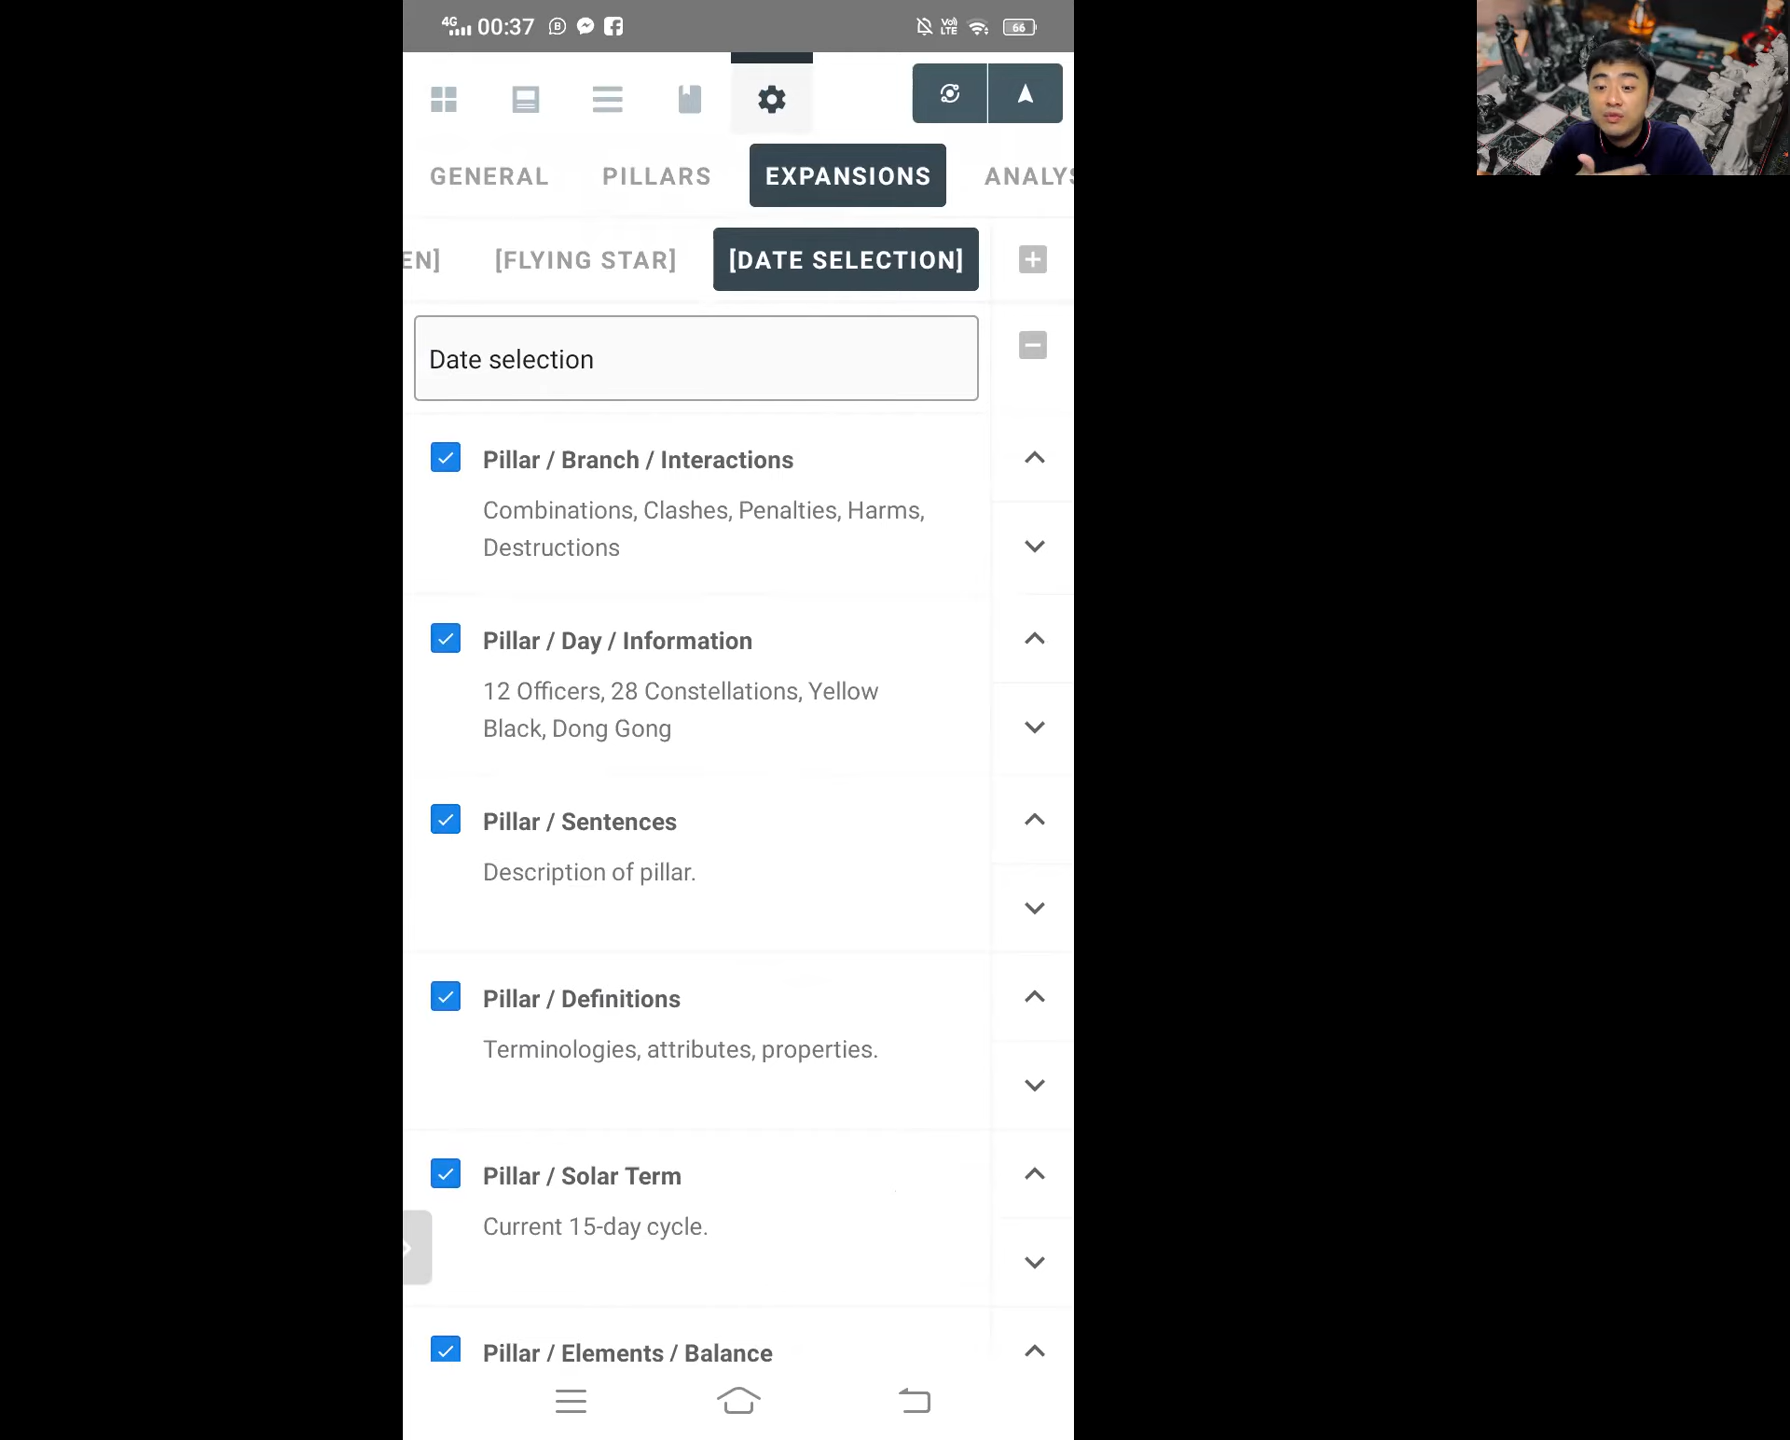 4G 00:37 VoI LTE 66
GENERAL PILLARS EXPANSIONS ANALYS
EN] [FLYING STAR] [DATE SELECTION]
Date selection
Pillar / Branch / Interactions
Combinations, Clashes, Penalties, Harms,
Destructions
Pillar / Day / Information
12 Officers, 28 Constellations, Yellow
Black, Dong Gong
Pillar / Sentences
Description of pillar.
Pillar / Definitions
Terminologies, attributes, properties.
Pillar / Solar Term
Current 15-day cycle.
Pillar / Elements / Balance